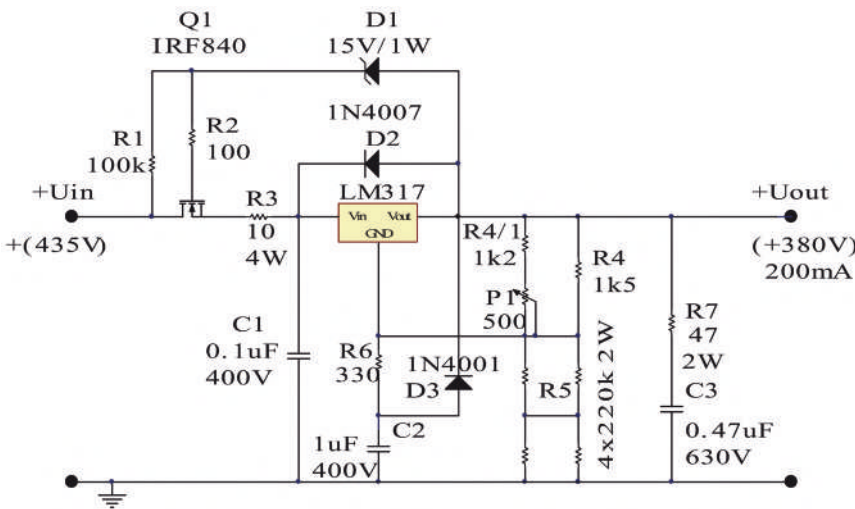 Q1
IRF840
D1
15V/1W
1N4007
D2
R1
100k
R2
100
+Uin
+(435V)
R3
10
4W
LM317
Vin
Vout
GND
R4/1
1k2
R4
1k5
+Uout
(+380V)
200mA
P1
500
R7
47
2W
C1
0.1uF
400V
R6
330
1N4001
D3
R5
4x220k 2W
C3
0.47uF
630V
C2
1uF
400V